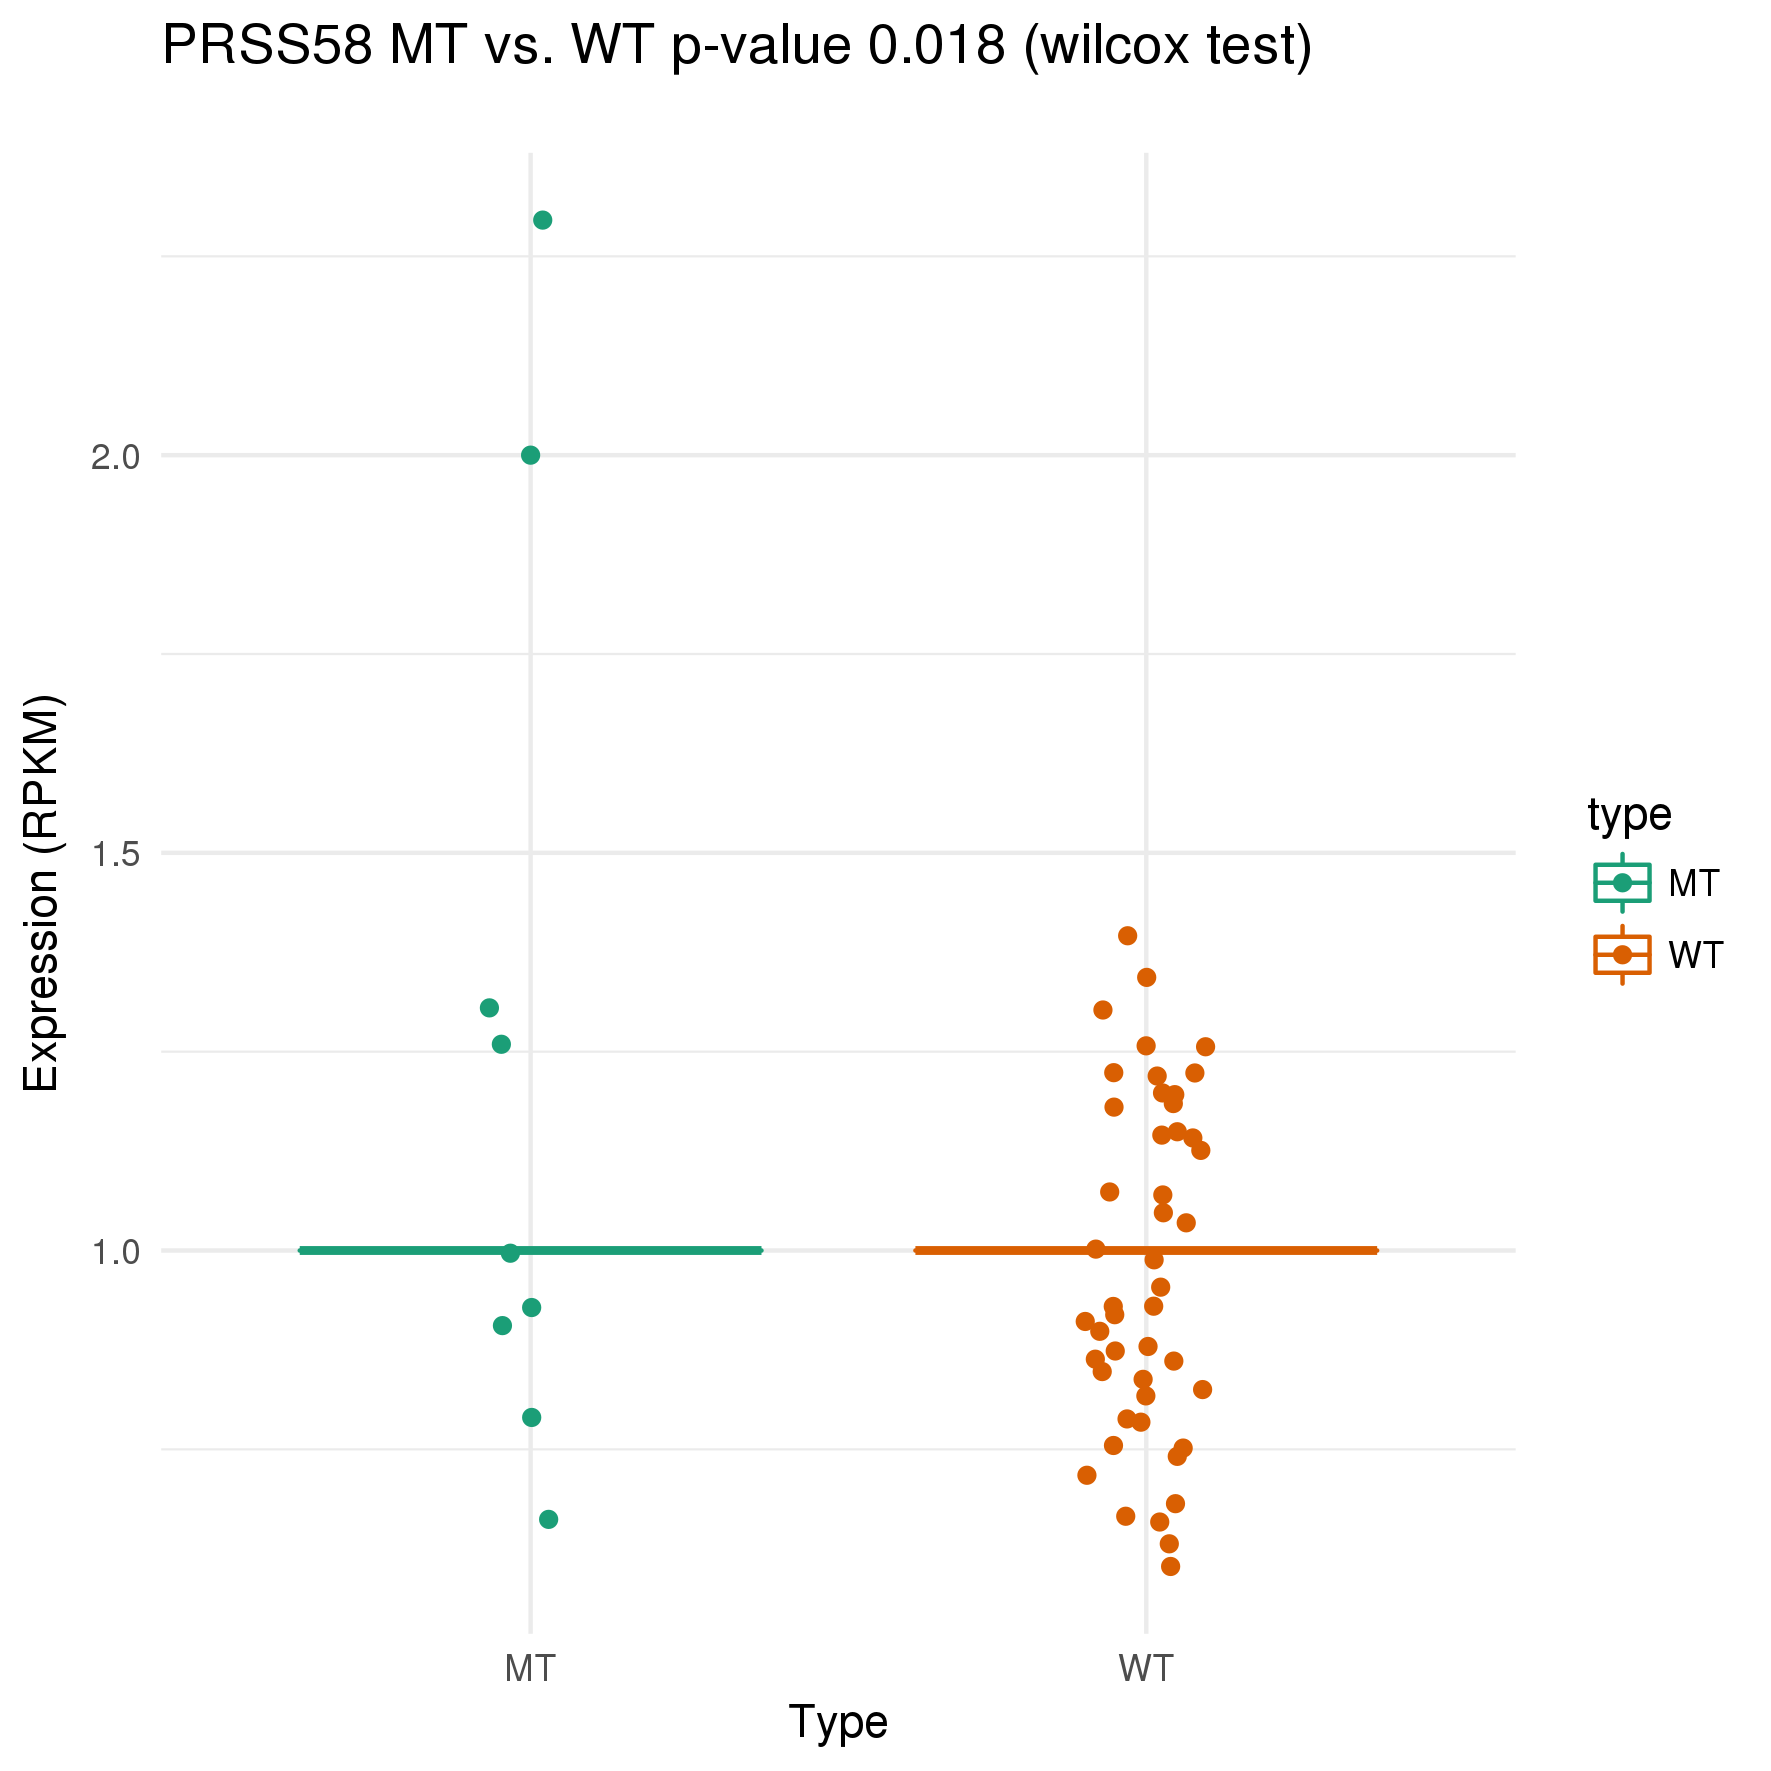 PRSS58 MT vs. WT p-value 0.018 (wilcox test)
Expression (RPKM)
2.0
1.5
1.0
MT
WT
Type
type
MT
WT